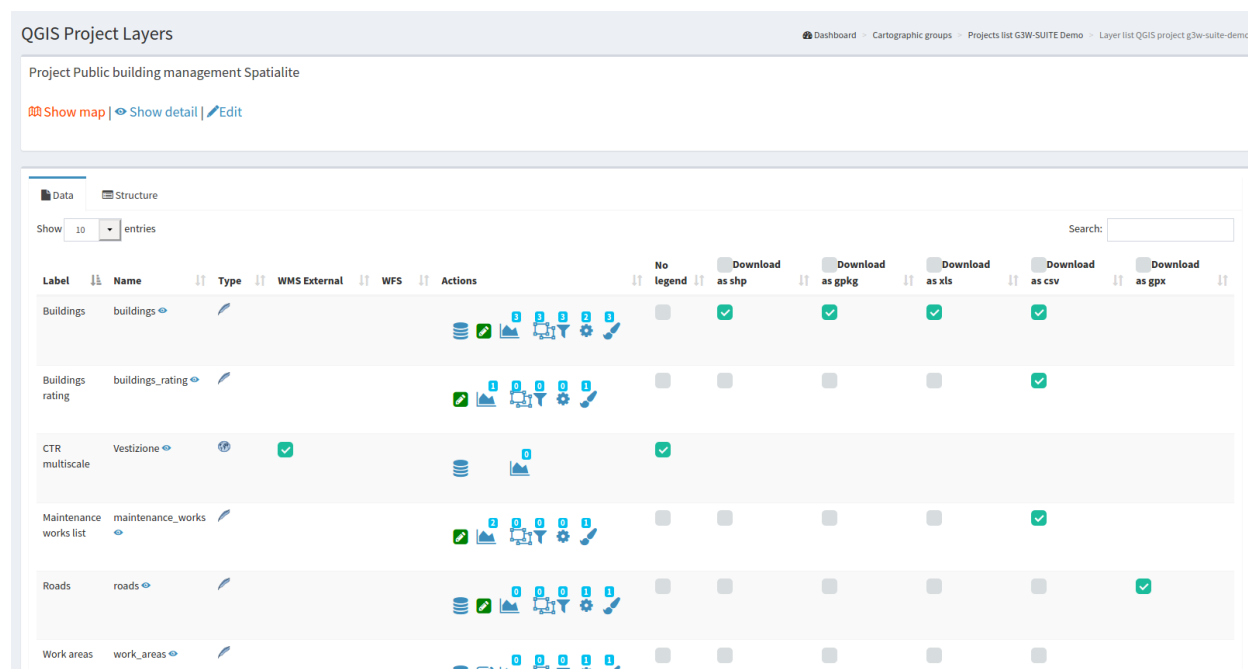 QGIS Project Layers
Dashboard > Cartographic groups > Projects list G3W-SUITE Demo > Layer list QGIS project g3w-suite-demo
Project Public building management Spatialite
Show map | Show detail | Edit
Data Structure
Show 10 entries Search:
No Download Download Download Download Download
Label Name Type WMS External WFS Actions legend as shp as gpkg as xls as csv as gpx
Buildings buildings
3 3 3 2 3
Buildings buildings_rating
rating
1 0 0 0 1
CTR Vestizione
multiscale
0
Maintenance maintenance_works
works list
2 0 0 0 1
Roads roads
0 0 0 1 1
Work areas work_areas
0 0 0 1 1